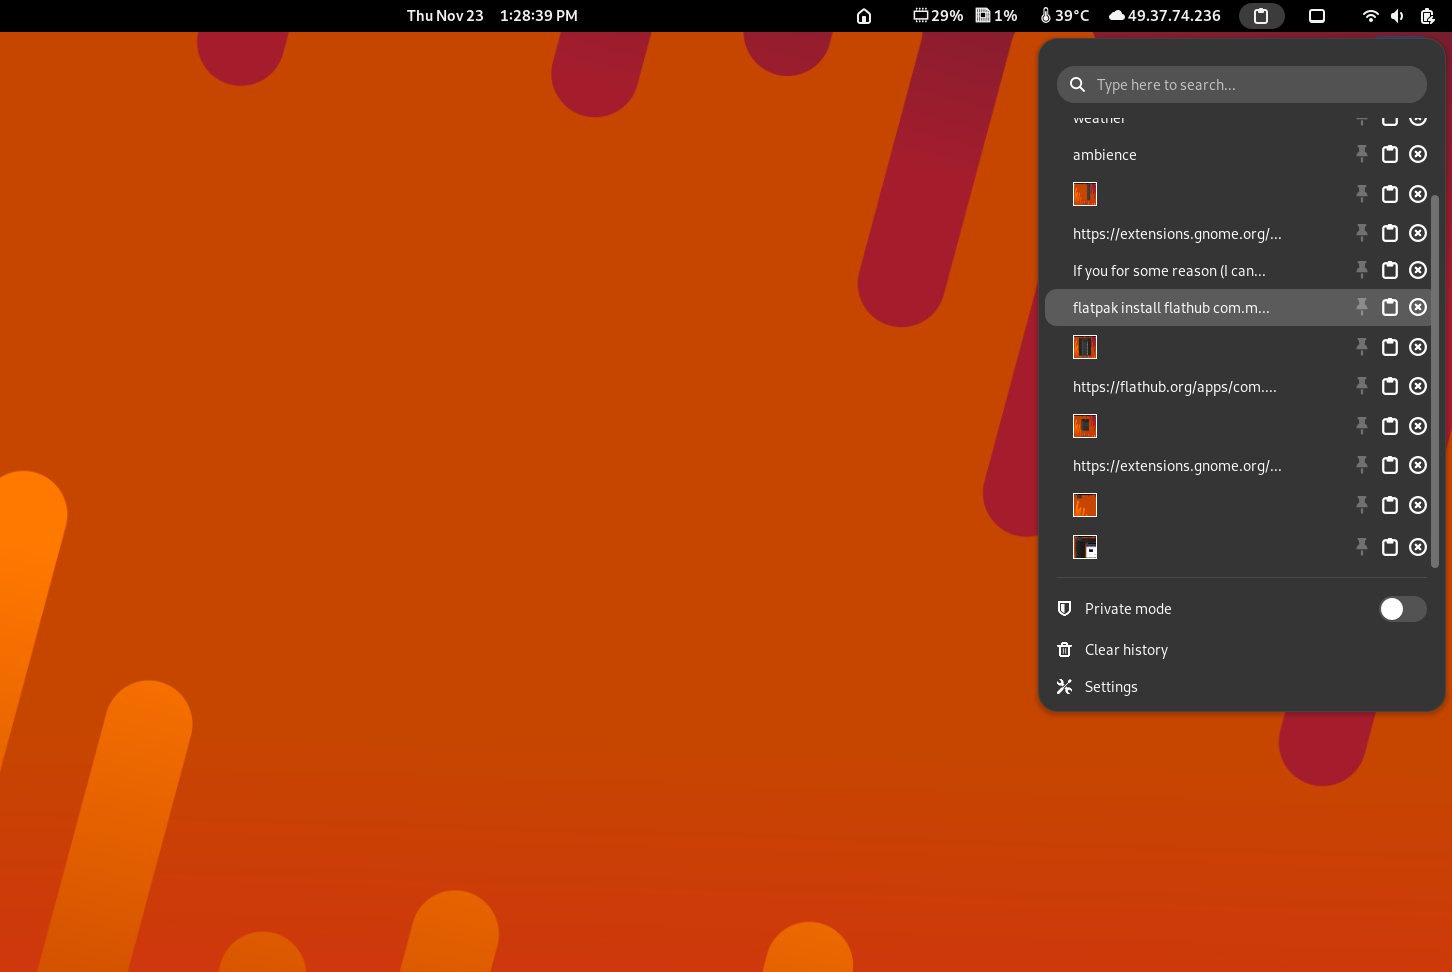 Thu Nov 23 1:28:39 PM 29% 1% 39°C 49.37.74.236
Type here to search...
weather
ambience
https://extensions.gnome.org/...
If you for some reason (I can...
flatpak install flathub com.m...
https://flathub.org/apps/com....
https://extensions.gnome.org/...
Private mode
Clear history
Settings